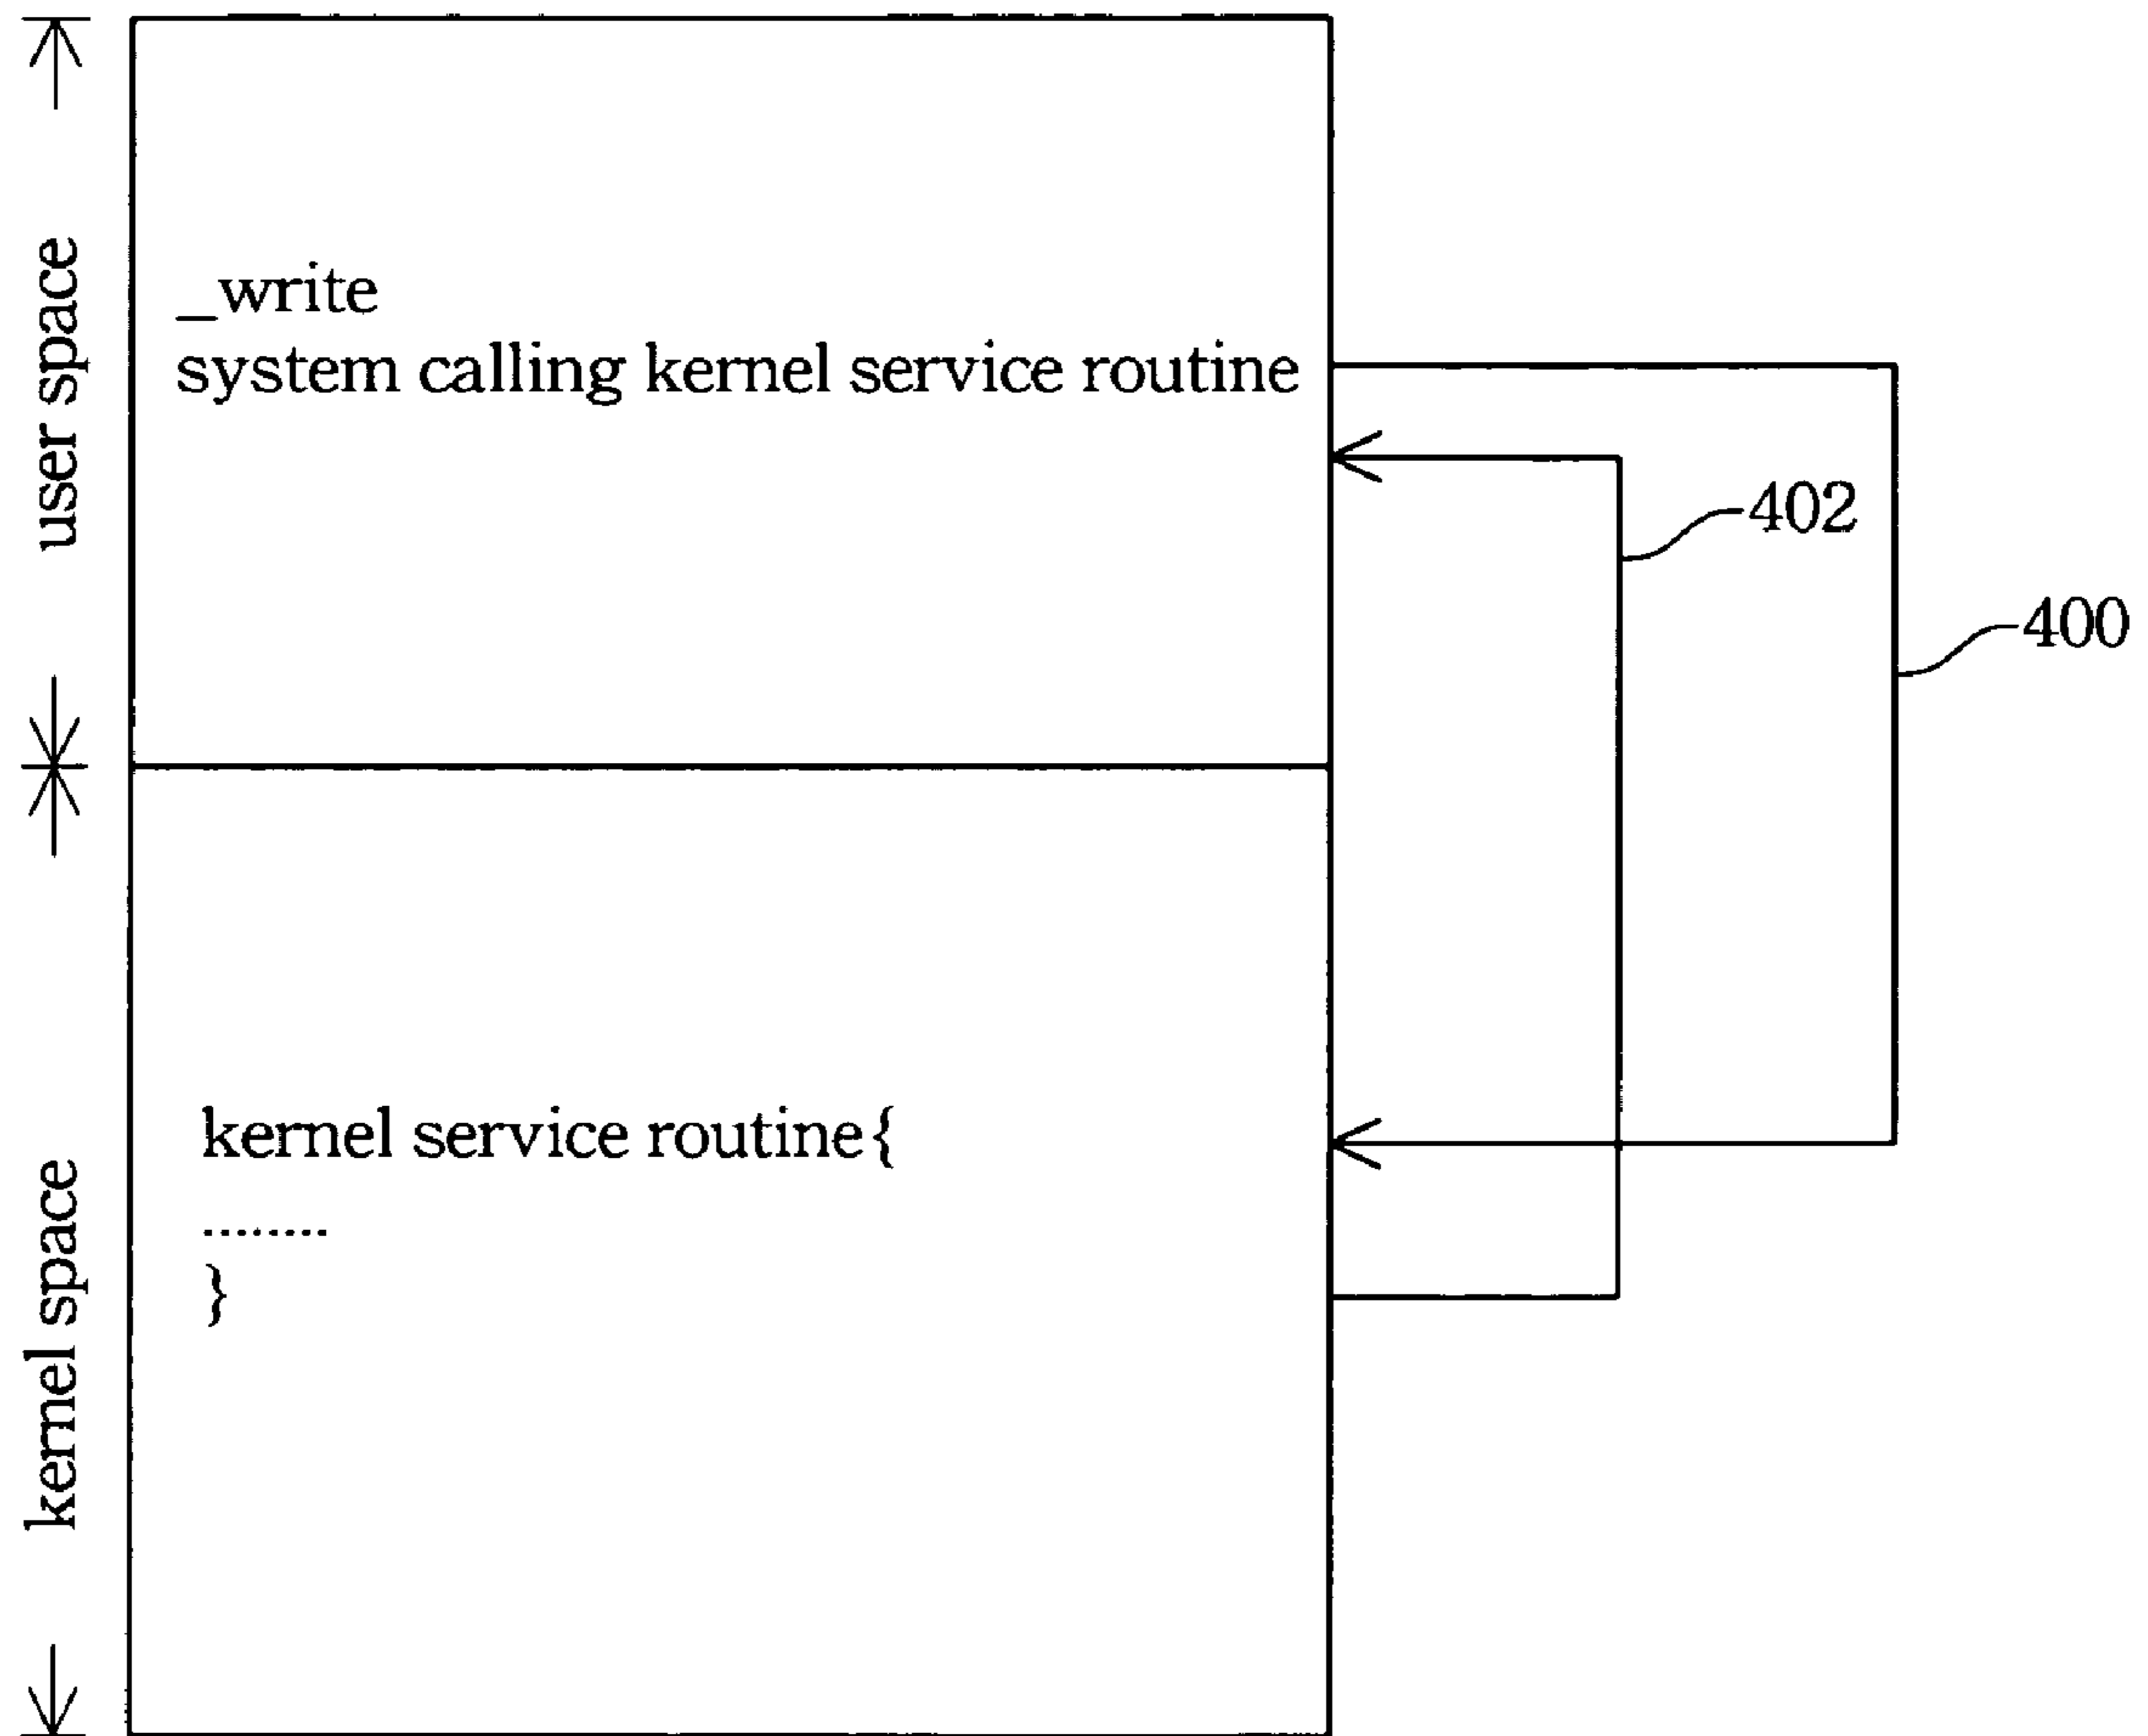 user space
_write
system calling kernel service routine
402
400
kernel space
kernel service routine{
........
}